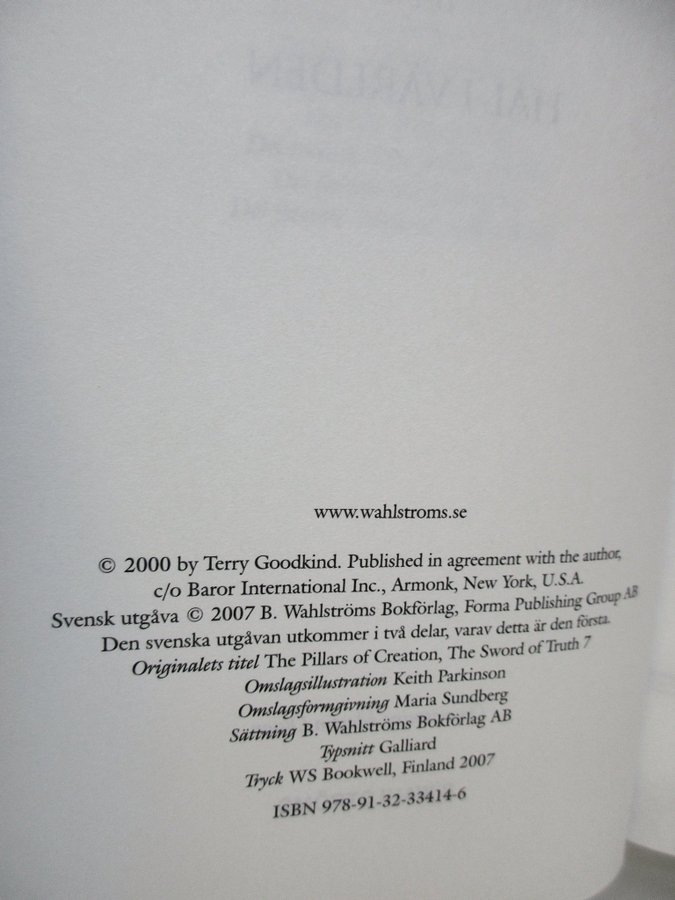 www.wahlstroms.se
© 2000 by Terry Goodkind. Published in agreement with the author,
c/o Baror International Inc., Armonk, New York, U.S.A.
Svensk utgåva © 2007 B. Wahlströms Bokförlag, Forma Publishing Group AB
Den svenska utgåvan utkommer i två delar, varav detta är den första.
Originalets titel The Pillars of Creation, The Sword of Truth 7
Omslagsillustration Keith Parkinson
Omslagsformgivning Maria Sundberg
Sättning B. Wahlströms Bokförlag AB
Typsnitt Galliard
Tryck WS Bookwell, Finland 2007
ISBN 978-91-32-33414-6